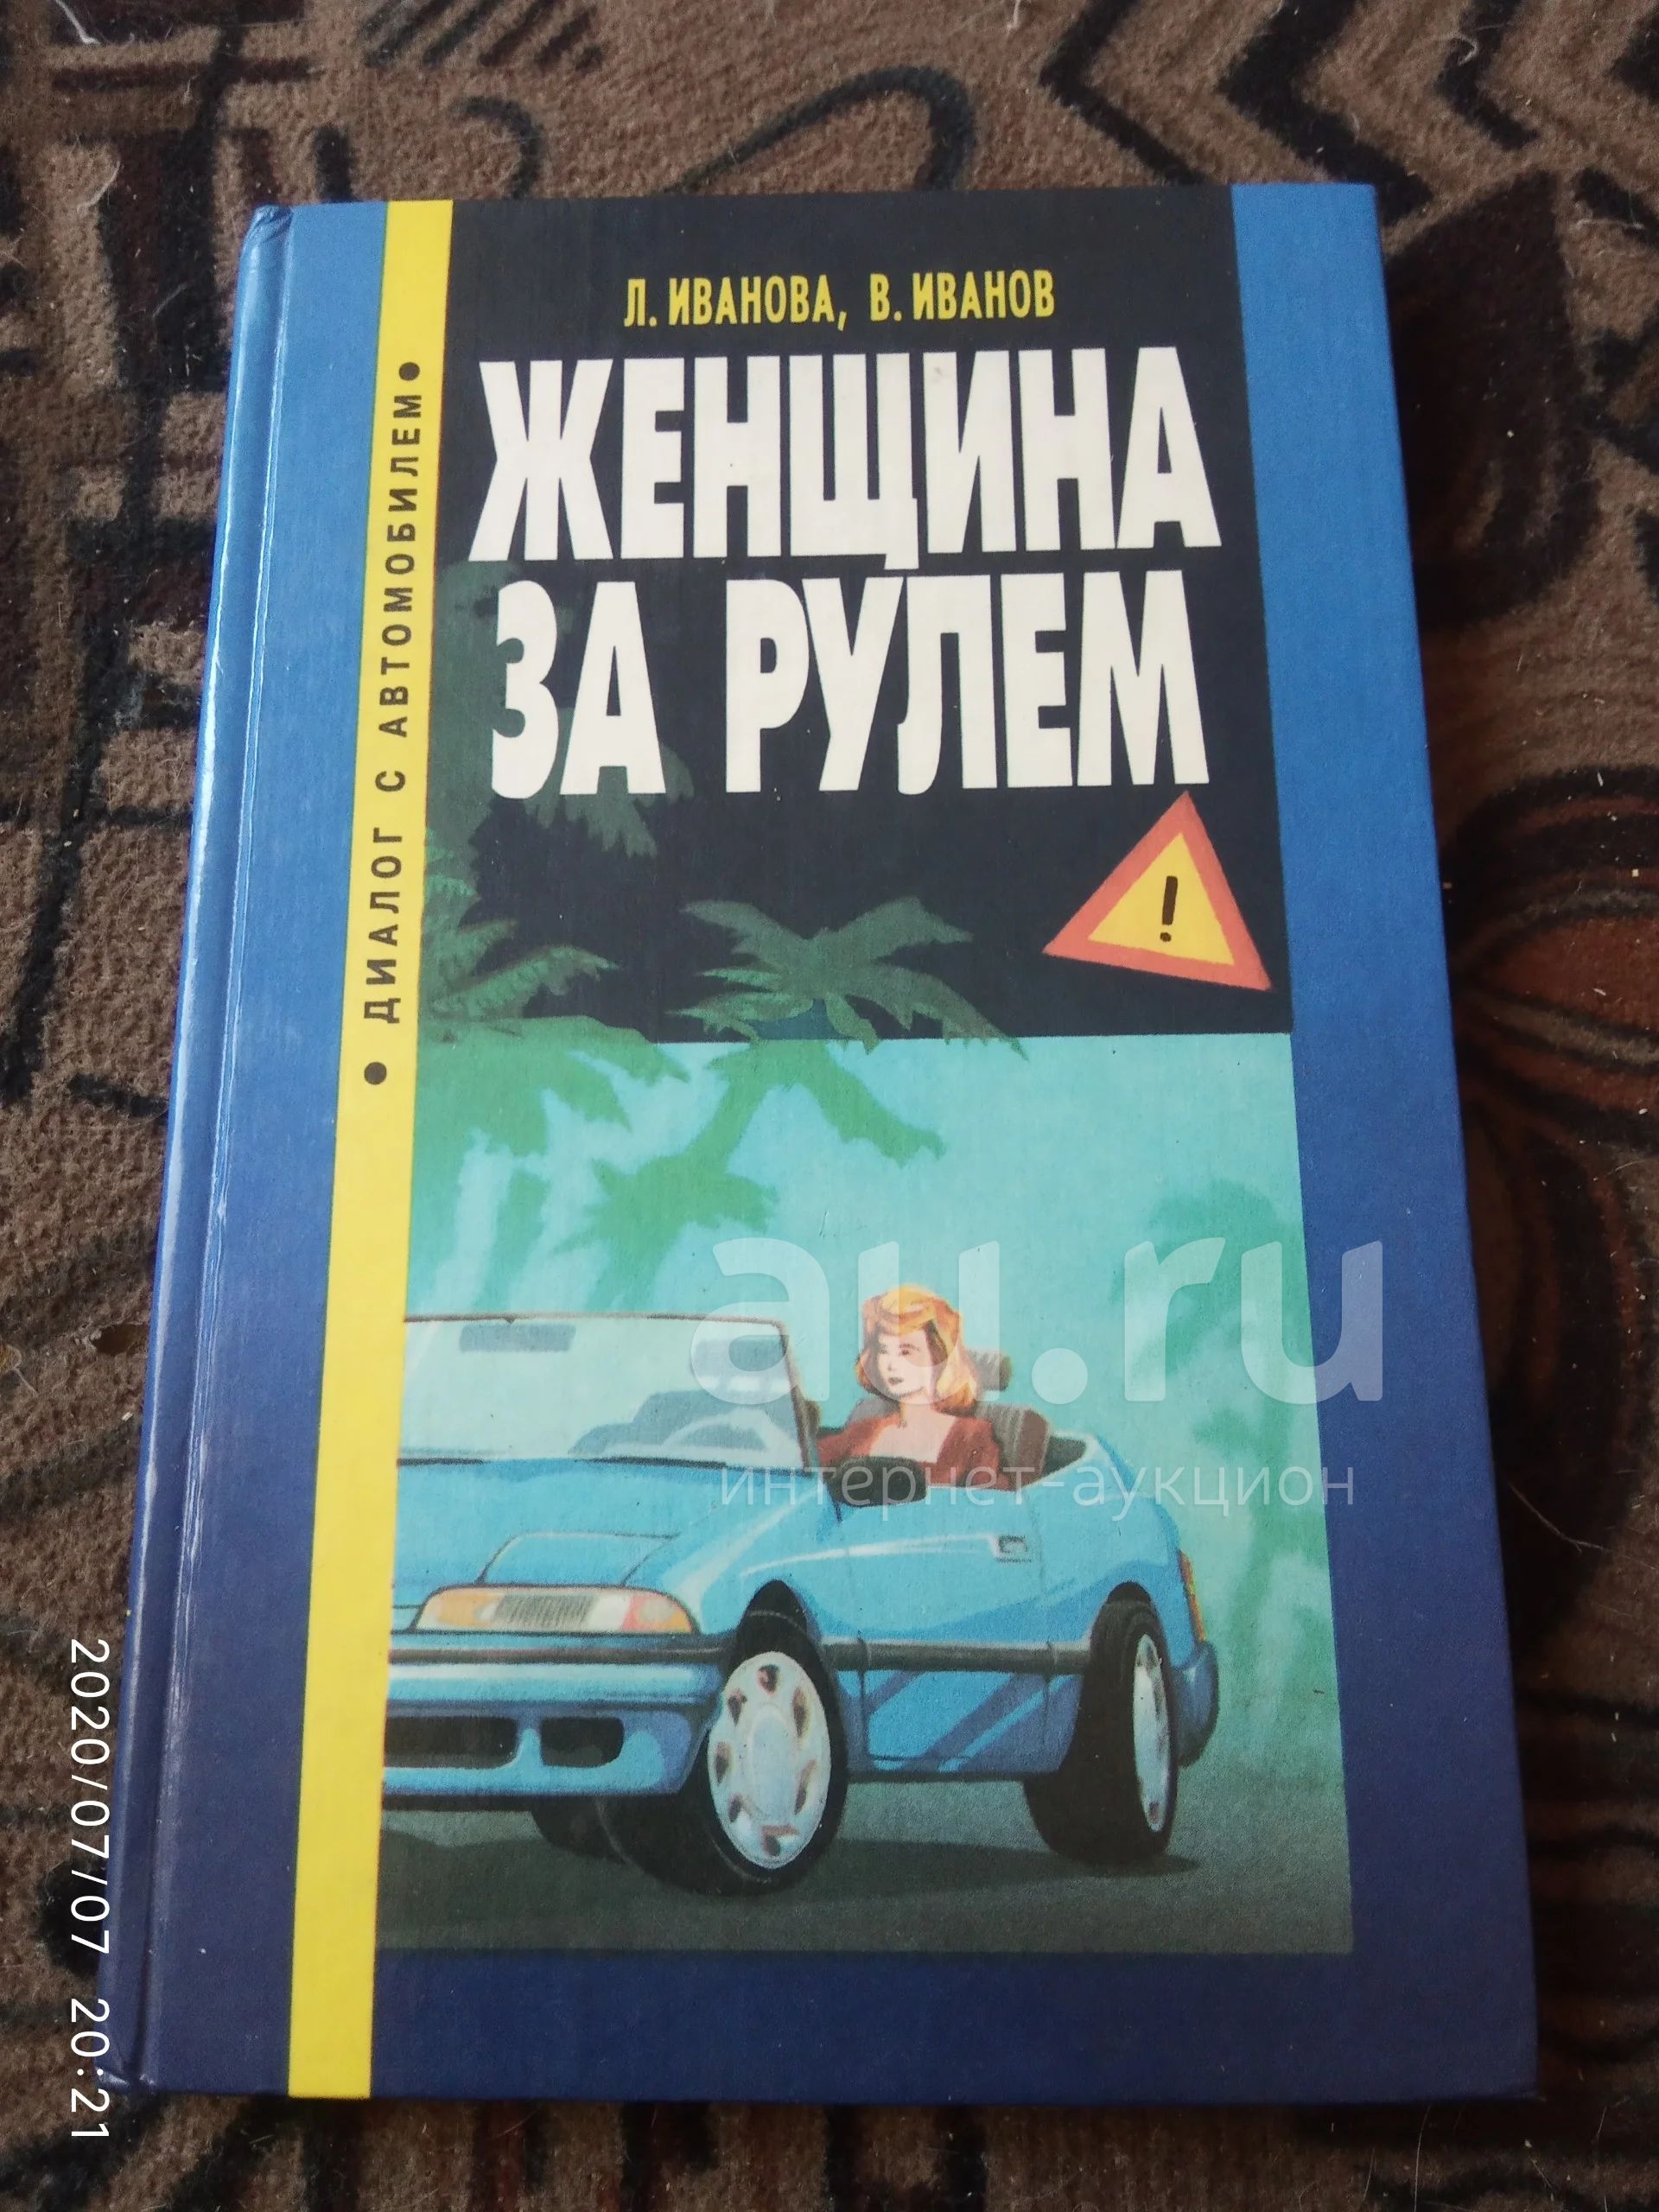 Л. ИВАНОВА, В. ИВАНОВ
ЖЕНЩИНА
ЗА РУЛЕМ
!
• ДИАЛОГ С АВТОМОБИЛЕМ •
au.ru
интернет-аукцион
2020/07/07 20:21